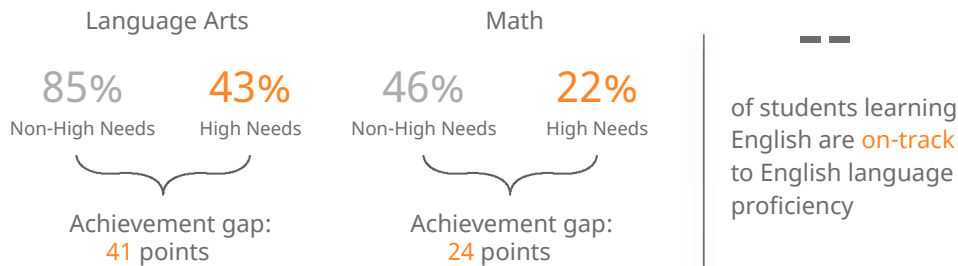 Language Arts
85% 43%
Non-High Needs High Needs
Achievement gap:
41 points
Math
46% 22%
Non-High Needs High Needs
Achievement gap:
24 points
--
of students learning
English are on-track
to English language
proficiency